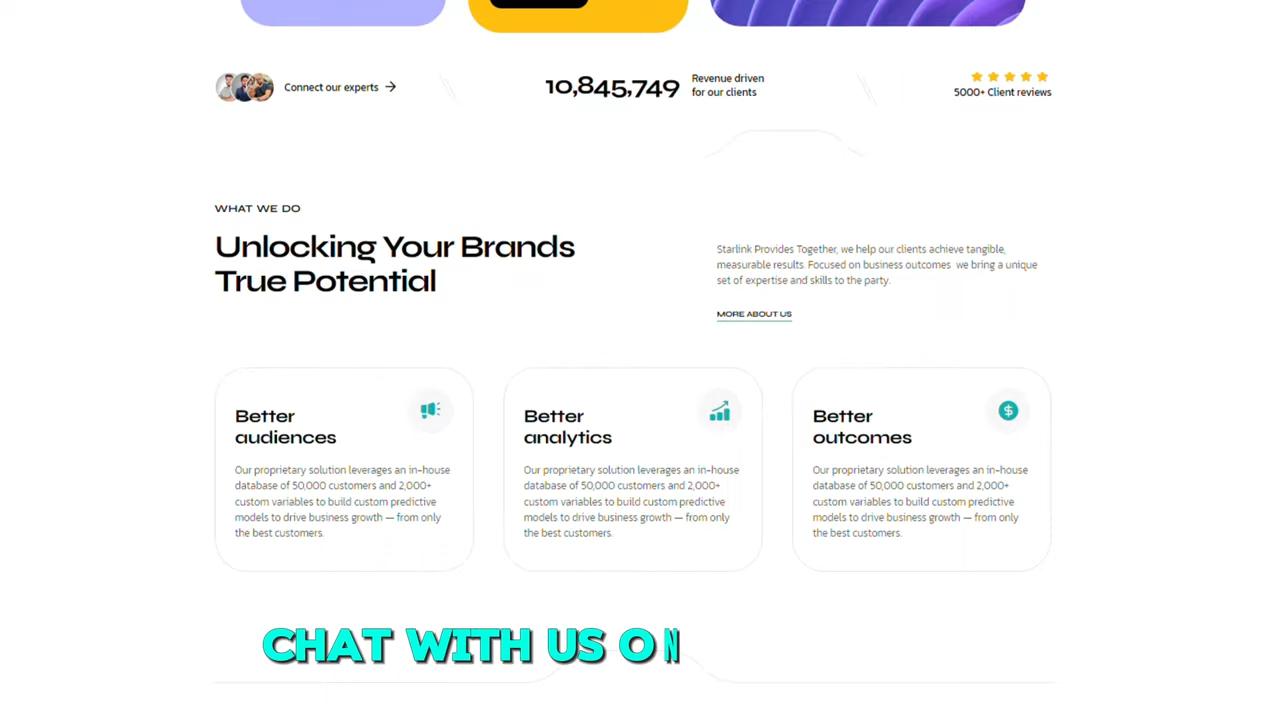 Connect our experts →
10,845,749
Revenue driven
for our clients
5000+ Client reviews
WHAT WE DO
Unlocking Your Brands
True Potential
Starlink Provides Together, we help our clients achieve tangible,
measurable results. Focused on business outcomes we bring a unique
set of expertise and skills to the party.
MORE ABOUT US
Better
audiences
Our proprietary solution leverages an in-house
database of 50,000 customers and 2,000+
custom variables to build custom predictive
models to drive business growth — from only
the best customers.
Better
analytics
Our proprietary solution leverages an in-house
database of 50,000 customers and 2,000+
custom variables to build custom predictive
models to drive business growth — from only
the best customers.
Better
outcomes
Our proprietary solution leverages an in-house
database of 50,000 customers and 2,000+
custom variables to build custom predictive
models to drive business growth — from only
the best customers.
CHAT WITH US ON